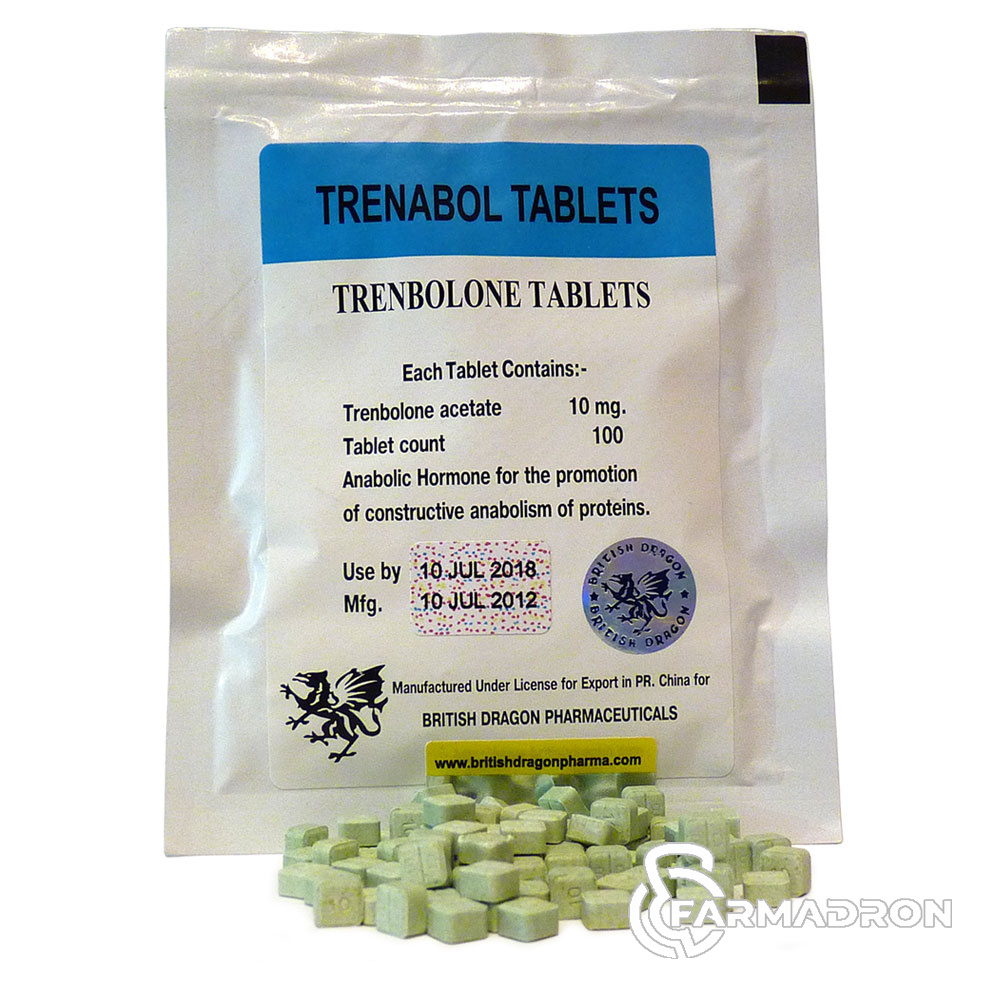 TRENABOL TABLETS
TRENBOLONE TABLETS
Each Tablet Contains:-
Trenbolone acetate 10 mg.
Tablet count 100
Anabolic Hormone for the promotion
of constructive anabolism of proteins.
Use by 10 JUL 2018
Mfg. 10 JUL 2012
BRITISH DRAGON
BRITISH DRAGON
Manufactured Under License for Export in PR. China for
BRITISH DRAGON PHARMACEUTICALS
www.britishdragonpharma.com
10
FARMADRON